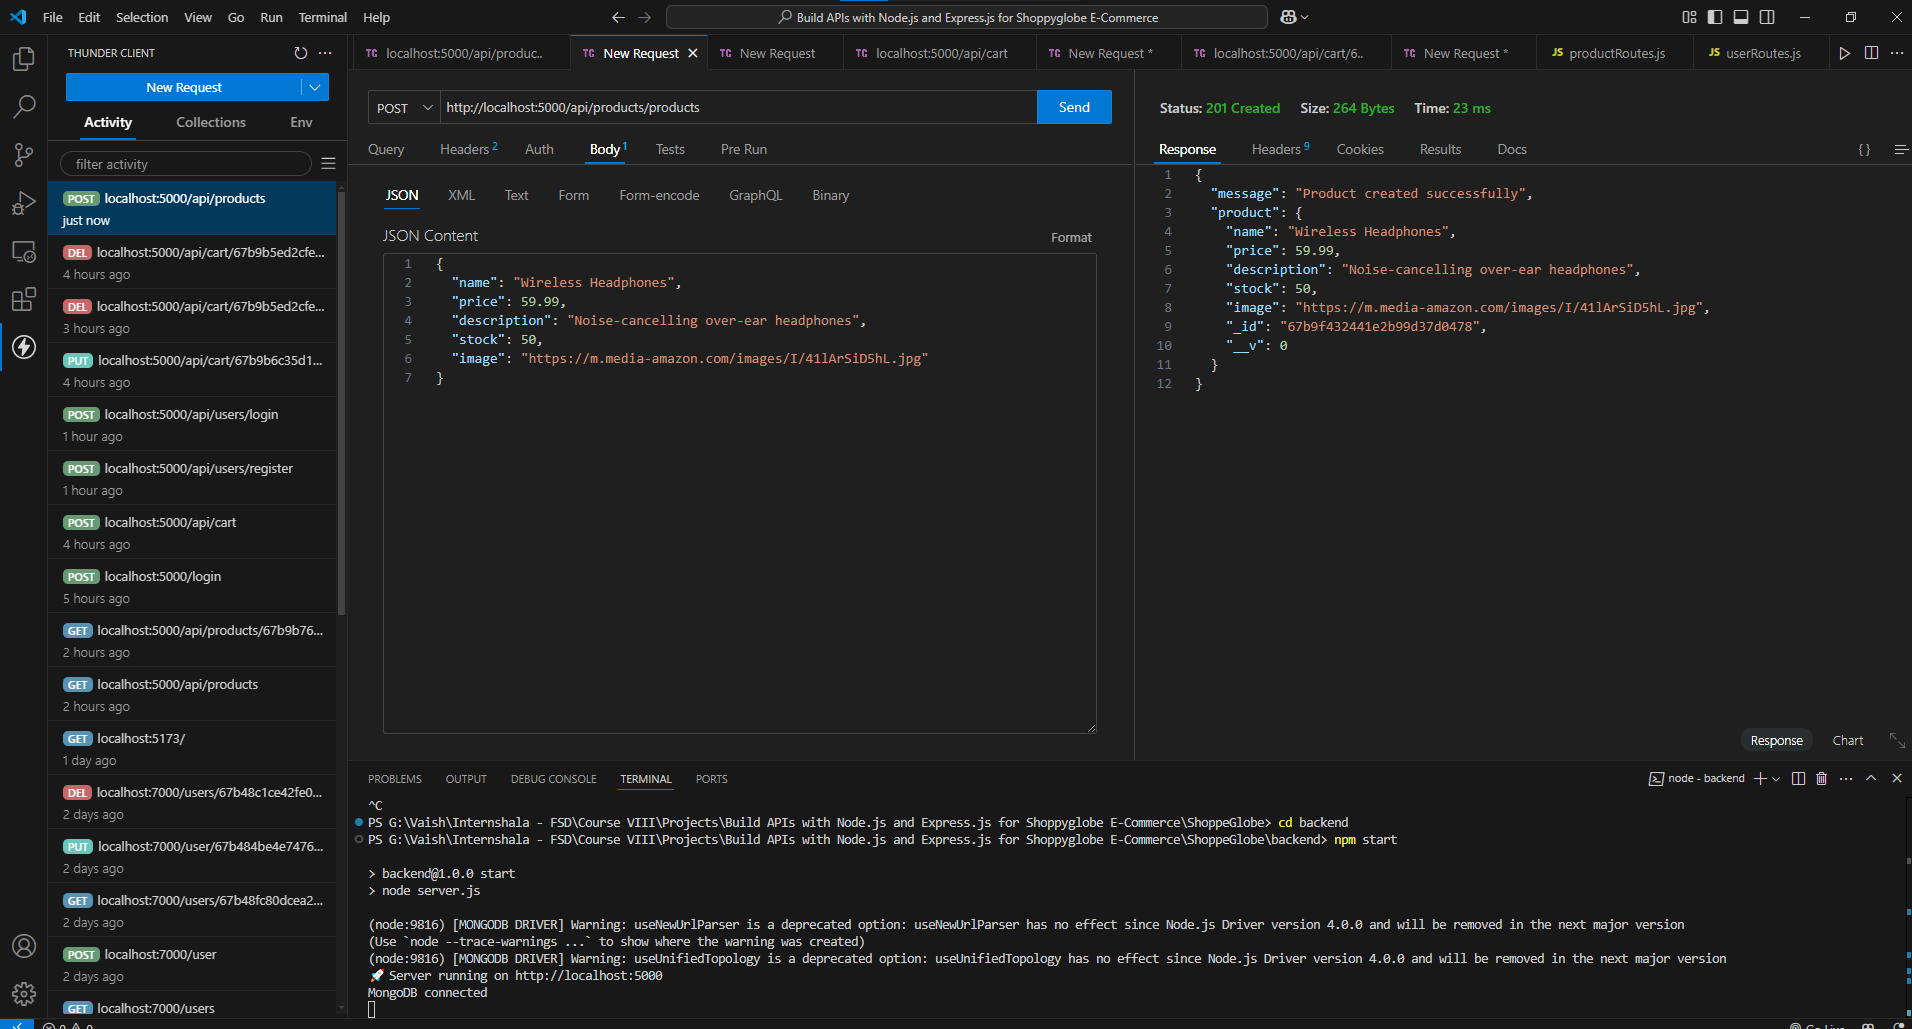 File Edit Selection View Go Run Terminal Help
Build APIs with Node.js and Express.js for Shoppyglobe E-Commerce
THUNDER CLIENT
New Request
Activity Collections Env
filter activity
POST localhost:5000/api/products
just now
DEL localhost:5000/api/cart/67b9b5ed2cfe...
4 hours ago
DEL localhost:5000/api/cart/67b9b5ed2cfe...
3 hours ago
PUT localhost:5000/api/cart/67b9b6c35d1...
4 hours ago
POST localhost:5000/api/users/login
1 hour ago
POST localhost:5000/api/users/register
1 hour ago
POST localhost:5000/api/cart
4 hours ago
POST localhost:5000/login
5 hours ago
GET localhost:5000/api/products/67b9b76...
2 hours ago
GET localhost:5000/api/products
2 hours ago
GET localhost:5173/
1 day ago
DEL localhost:7000/users/67b48c1ce42fe0...
2 days ago
PUT localhost:7000/user/67b484be4e7476...
2 days ago
GET localhost:7000/users/67b48fc80dcea2...
2 days ago
POST localhost:7000/user
2 days ago
GET localhost:7000/users
TC localhost:5000/api/produc.. TC New Request TC New Request TC localhost:5000/api/cart TC New Request * TC localhost:5000/api/cart/6.. TC New Request * JS productRoutes.js JS userRoutes.js
POST http://localhost:5000/api/products/products Send
Query Headers 2 Auth Body 1 Tests Pre Run
JSON XML Text Form Form-encode GraphQL Binary
JSON Content Format
1 {
2 "name": "Wireless Headphones",
3 "price": 59.99,
4 "description": "Noise-cancelling over-ear headphones",
5 "stock": 50,
6 "image": "https://m.media-amazon.com/images/I/41lArSiD5hL.jpg"
7 }
Status: 201 Created Size: 264 Bytes Time: 23 ms
Response Headers 9 Cookies Results Docs { }
1 {
2 "message": "Product created successfully",
3 "product": {
4 "name": "Wireless Headphones",
5 "price": 59.99,
6 "description": "Noise-cancelling over-ear headphones",
7 "stock": 50,
8 "image": "https://m.media-amazon.com/images/I/41lArSiD5hL.jpg",
9 "_id": "67b9f432441e2b99d37d0478",
10 "__v": 0
11 }
12 }
Response Chart
PROBLEMS OUTPUT DEBUG CONSOLE TERMINAL PORTS
node - backend
^C
PS G:\Vaish\Internshala - FSD\Course VIII\Projects\Build APIs with Node.js and Express.js for Shoppyglobe E-Commerce\ShoppeGlobe> cd backend
PS G:\Vaish\Internshala - FSD\Course VIII\Projects\Build APIs with Node.js and Express.js for Shoppyglobe E-Commerce\ShoppeGlobe\backend> npm start
> backend@1.0.0 start
> node server.js
(node:9816) [MONGODB DRIVER] Warning: useNewUrlParser is a deprecated option: useNewUrlParser has no effect since Node.js Driver version 4.0.0 and will be removed in the next major version
(Use `node --trace-warnings ...` to show where the warning was created)
(node:9816) [MONGODB DRIVER] Warning: useUnifiedTopology is a deprecated option: useUnifiedTopology has no effect since Node.js Driver version 4.0.0 and will be removed in the next major version
🚀 Server running on http://localhost:5000
MongoDB connected